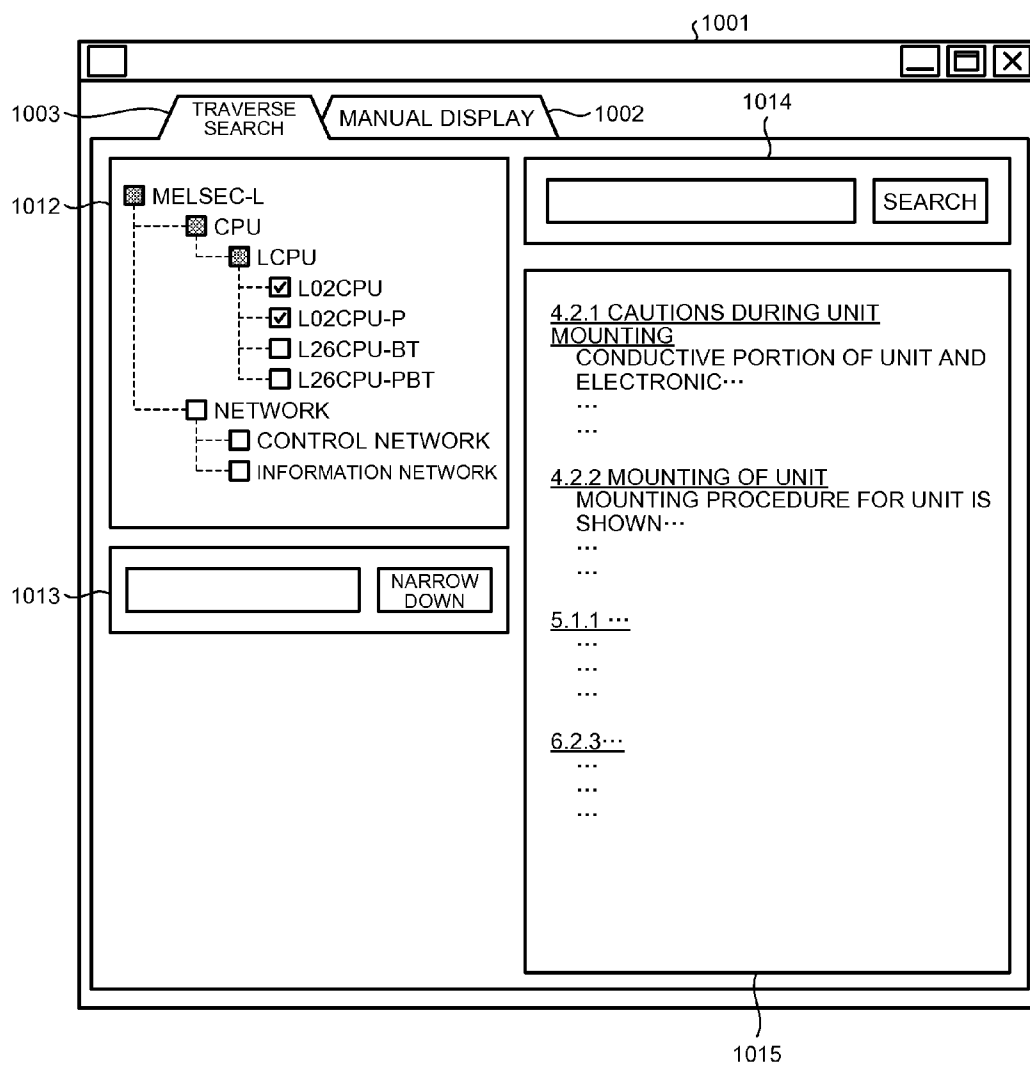 1001
1003
TRAVERSE
SEARCH
MANUAL DISPLAY
1002
1014
1012
MELSEC-L
CPU
LCPU
L02CPU
L02CPU-P
L26CPU-BT
L26CPU-PBT
NETWORK
CONTROL NETWORK
INFORMATION NETWORK
1013
NARROW
DOWN
SEARCH
4.2.1 CAUTIONS DURING UNIT
MOUNTING
CONDUCTIVE PORTION OF UNIT AND
ELECTRONIC…
…
…
4.2.2 MOUNTING OF UNIT
MOUNTING PROCEDURE FOR UNIT IS
SHOWN…
…
…
5.1.1 …
…
…
…
6.2.3…
…
…
…
1015